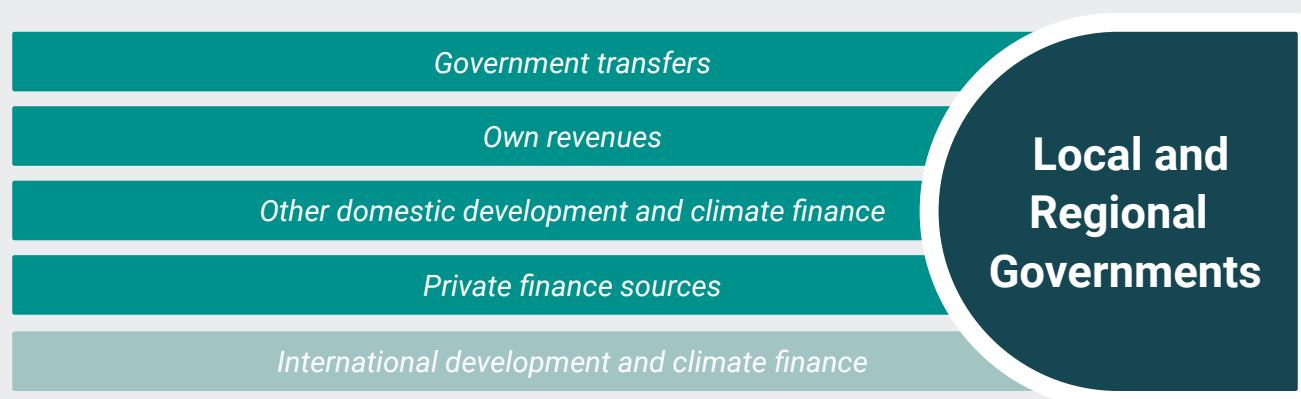 Government transfers
Own revenues
Other domestic development and climate finance
Private finance sources
International development and climate finance
Local and
Regional
Governments